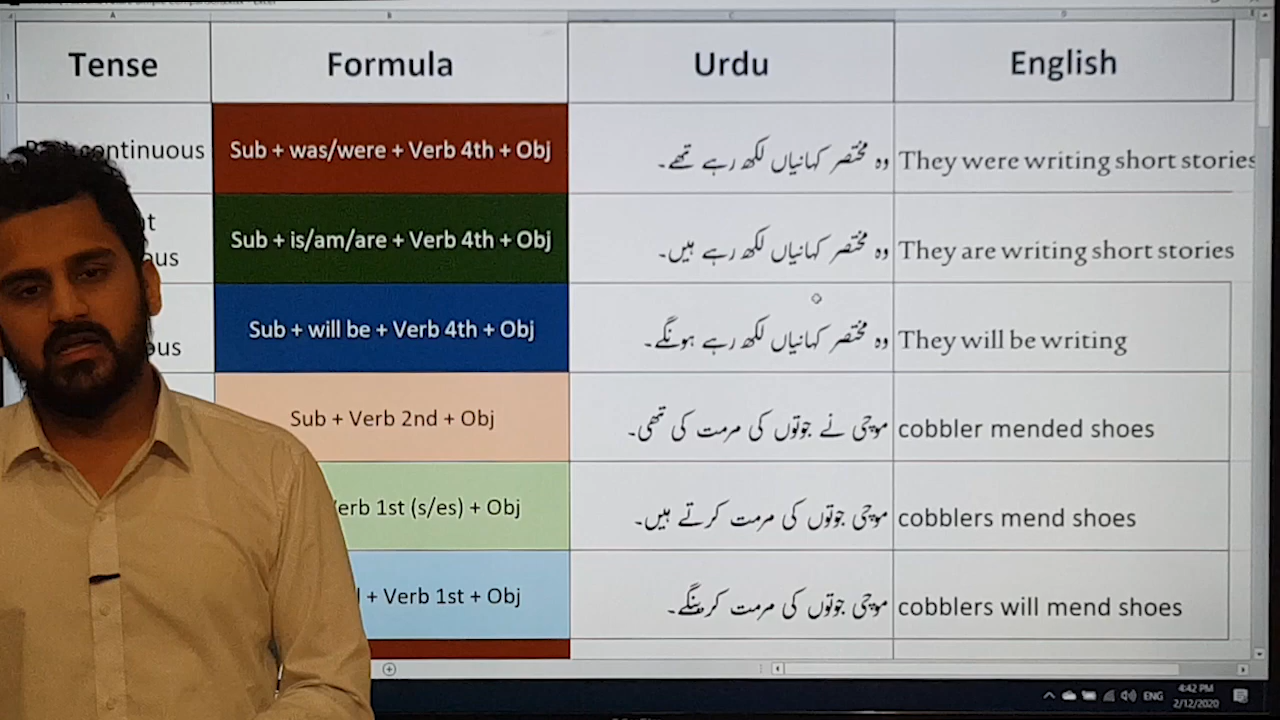 A B C D
Tense Formula Urdu English
1
continuous Sub + was/were + Verb 4th + Obj وہ مختصر کہانیاں لکھ رہے تھے۔ They were writing short stories
Sub + is/am/are + Verb 4th + Obj وہ مختصر کہانیاں لکھ رہے ہیں۔ They are writing short stories
Sub + will be + Verb 4th + Obj وہ مختصر کہانیاں لکھ رہے ہونگے۔ They will be writing
Sub + Verb 2nd + Obj موچی نے جوتوں کی مرمت کی تھی۔ cobbler mended shoes
1st (s/es) + Obj موچی جوتوں کی مرمت کرتے ہیں۔ cobblers mend shoes
+ Verb 1st + Obj موچی جوتوں کی مرمت کرینگے۔ cobblers will mend shoes
ENG
4:42 PM
2/12/2020